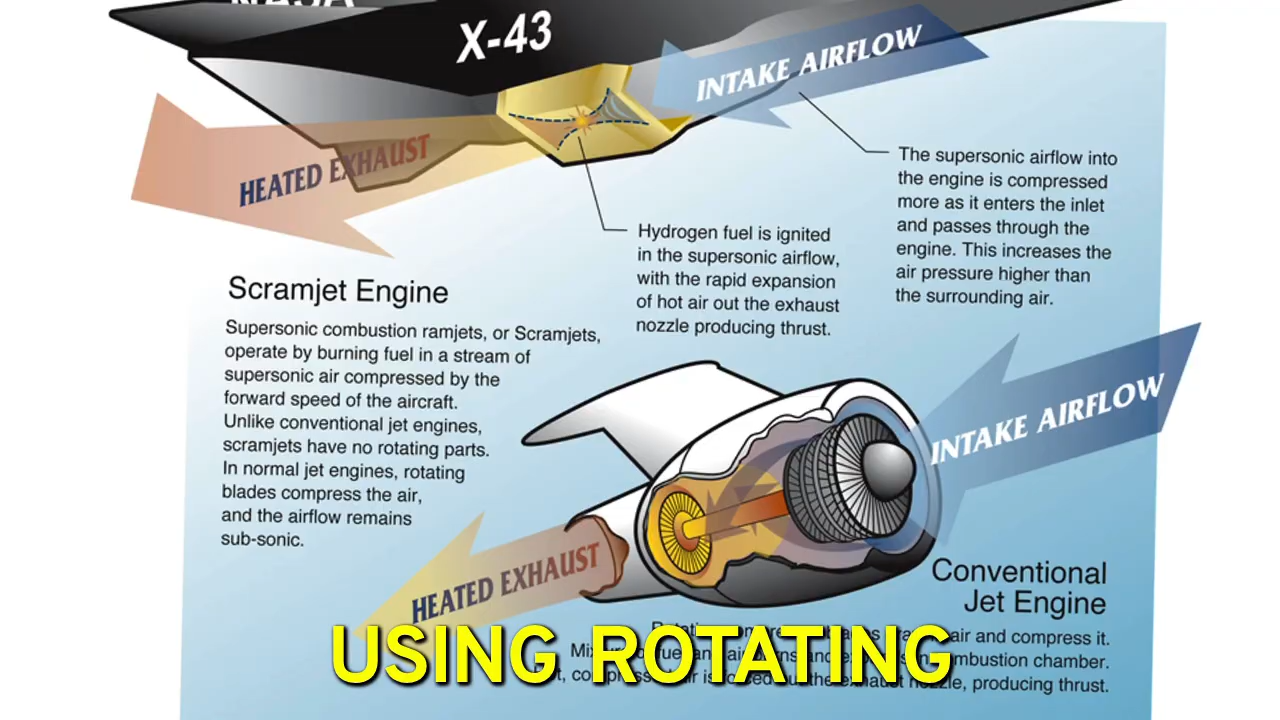 NASA
X-43
INTAKE AIRFLOW
HEATED EXHAUST
The supersonic airflow into
the engine is compressed
more as it enters the inlet
and passes through the
engine. This increases the
air pressure higher than
the surrounding air.
Hydrogen fuel is ignited
in the supersonic airflow,
with the rapid expansion
of hot air out the exhaust
nozzle producing thrust.
Scramjet Engine
Supersonic combustion ramjets, or Scramjets,
operate by burning fuel in a stream of
supersonic air compressed by the
forward speed of the aircraft.
Unlike conventional jet engines,
scramjets have no rotating parts.
In normal jet engines, rotating
blades compress the air,
and the airflow remains
sub-sonic.
INTAKE AIRFLOW
HEATED EXHAUST
Conventional
Jet Engine
air and compress it.
combustion chamber.
exhaust nozzle, producing thrust.
USING ROTATING